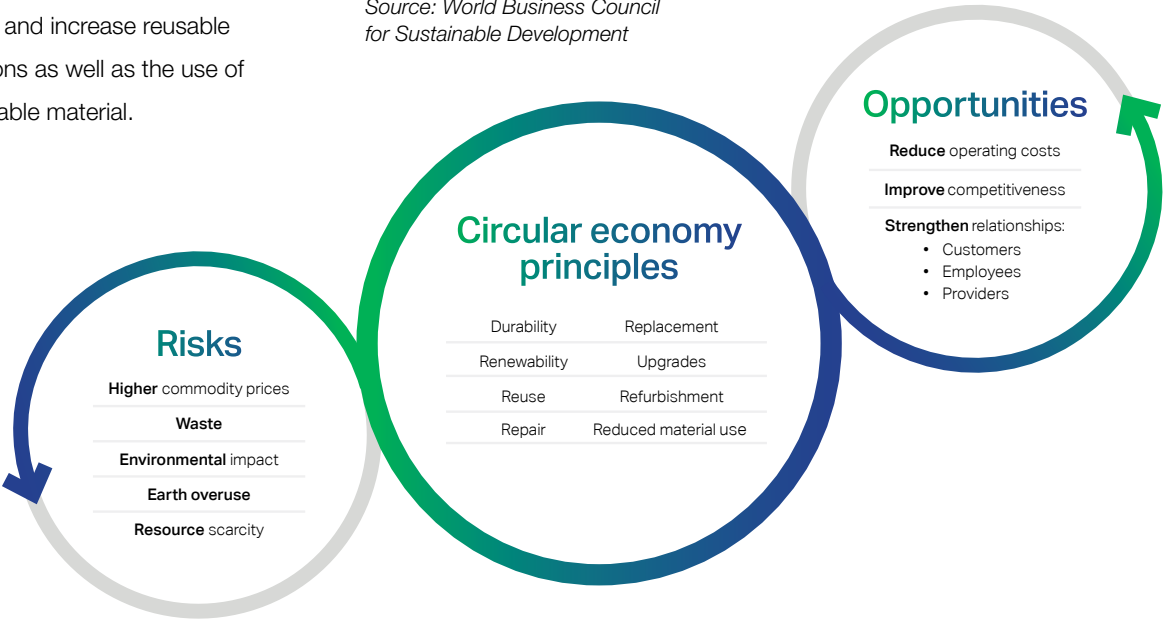 and increase reusable
ons as well as the use of
able material.
Source: World Business Council
for Sustainable Development
Risks
Higher commodity prices
Waste
Environmental impact
Earth overuse
Resource scarcity
Circular economy
principles
Durability Replacement
Renewability Upgrades
Reuse Refurbishment
Repair Reduced material use
Opportunities
Reduce operating costs
Improve competitiveness
Strengthen relationships:
• Customers
• Employees
• Providers